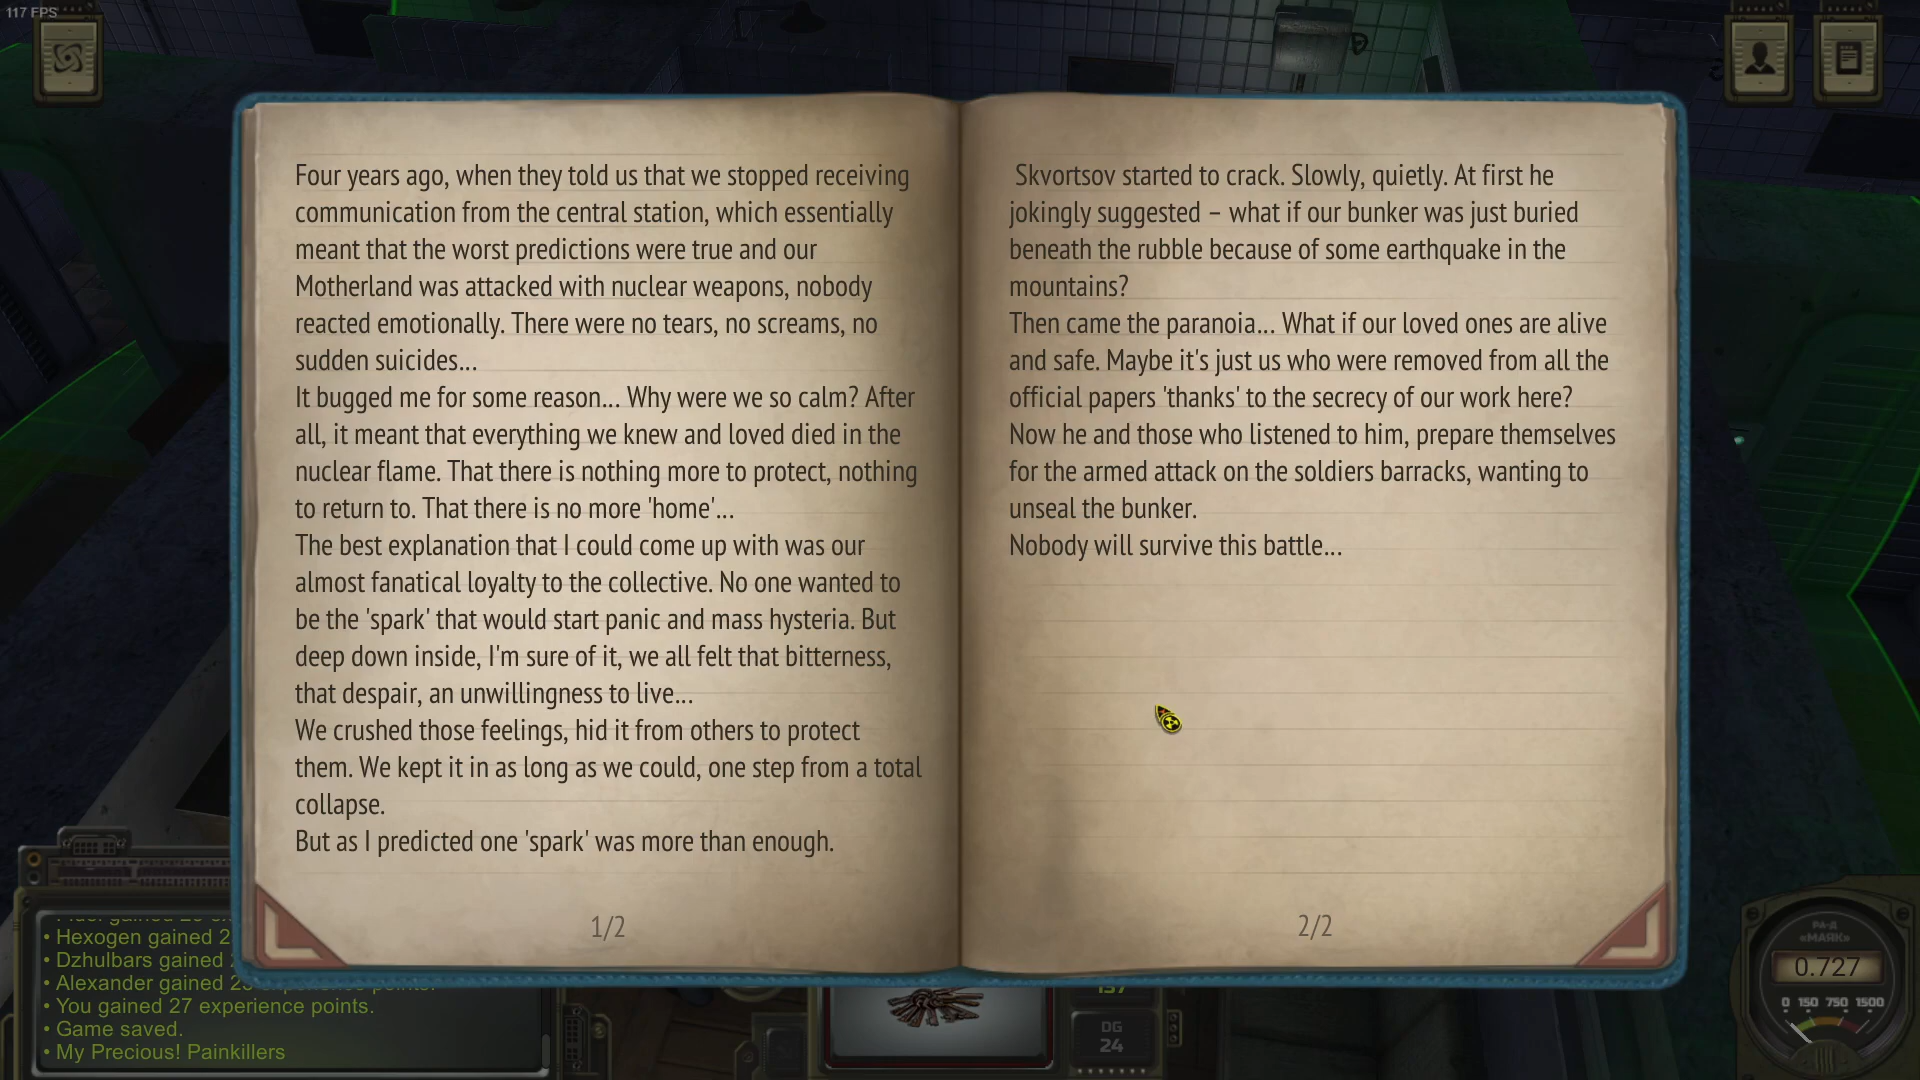 117 FPS
Four years ago, when they told us that we stopped receiving
communication from the central station, which essentially
meant that the worst predictions were true and our
Motherland was attacked with nuclear weapons, nobody
reacted emotionally. There were no tears, no screams, no
sudden suicides...
It bugged me for some reason... Why were we so calm? After
all, it meant that everything we knew and loved died in the
nuclear flame. That there is nothing more to protect, nothing
to return to. That there is no more 'home'...
The best explanation that I could come up with was our
almost fanatical loyalty to the collective. No one wanted to
be the 'spark' that would start panic and mass hysteria. But
deep down inside, I'm sure of it, we all felt that bitterness,
that despair, an unwillingness to live...
We crushed those feelings, hid it from others to protect
them. We kept it in as long as we could, one step from a total
collapse.
But as I predicted one 'spark' was more than enough.
1/2
Skvortsov started to crack. Slowly, quietly. At first he
jokingly suggested – what if our bunker was just buried
beneath the rubble because of some earthquake in the
mountains?
Then came the paranoia... What if our loved ones are alive
and safe. Maybe it's just us who were removed from all the
official papers 'thanks' to the secrecy of our work here?
Now he and those who listened to him, prepare themselves
for the armed attack on the soldiers barracks, wanting to
unseal the bunker.
Nobody will survive this battle...
2/2
• Hexogen gained 2
• Dzhulbars gained
• Alexander gained
• You gained 27 experience points.
• Game saved.
• My Precious! Painkillers
DG
24
РА-Д
«МАЯК»
0.727
0 150 750 1500